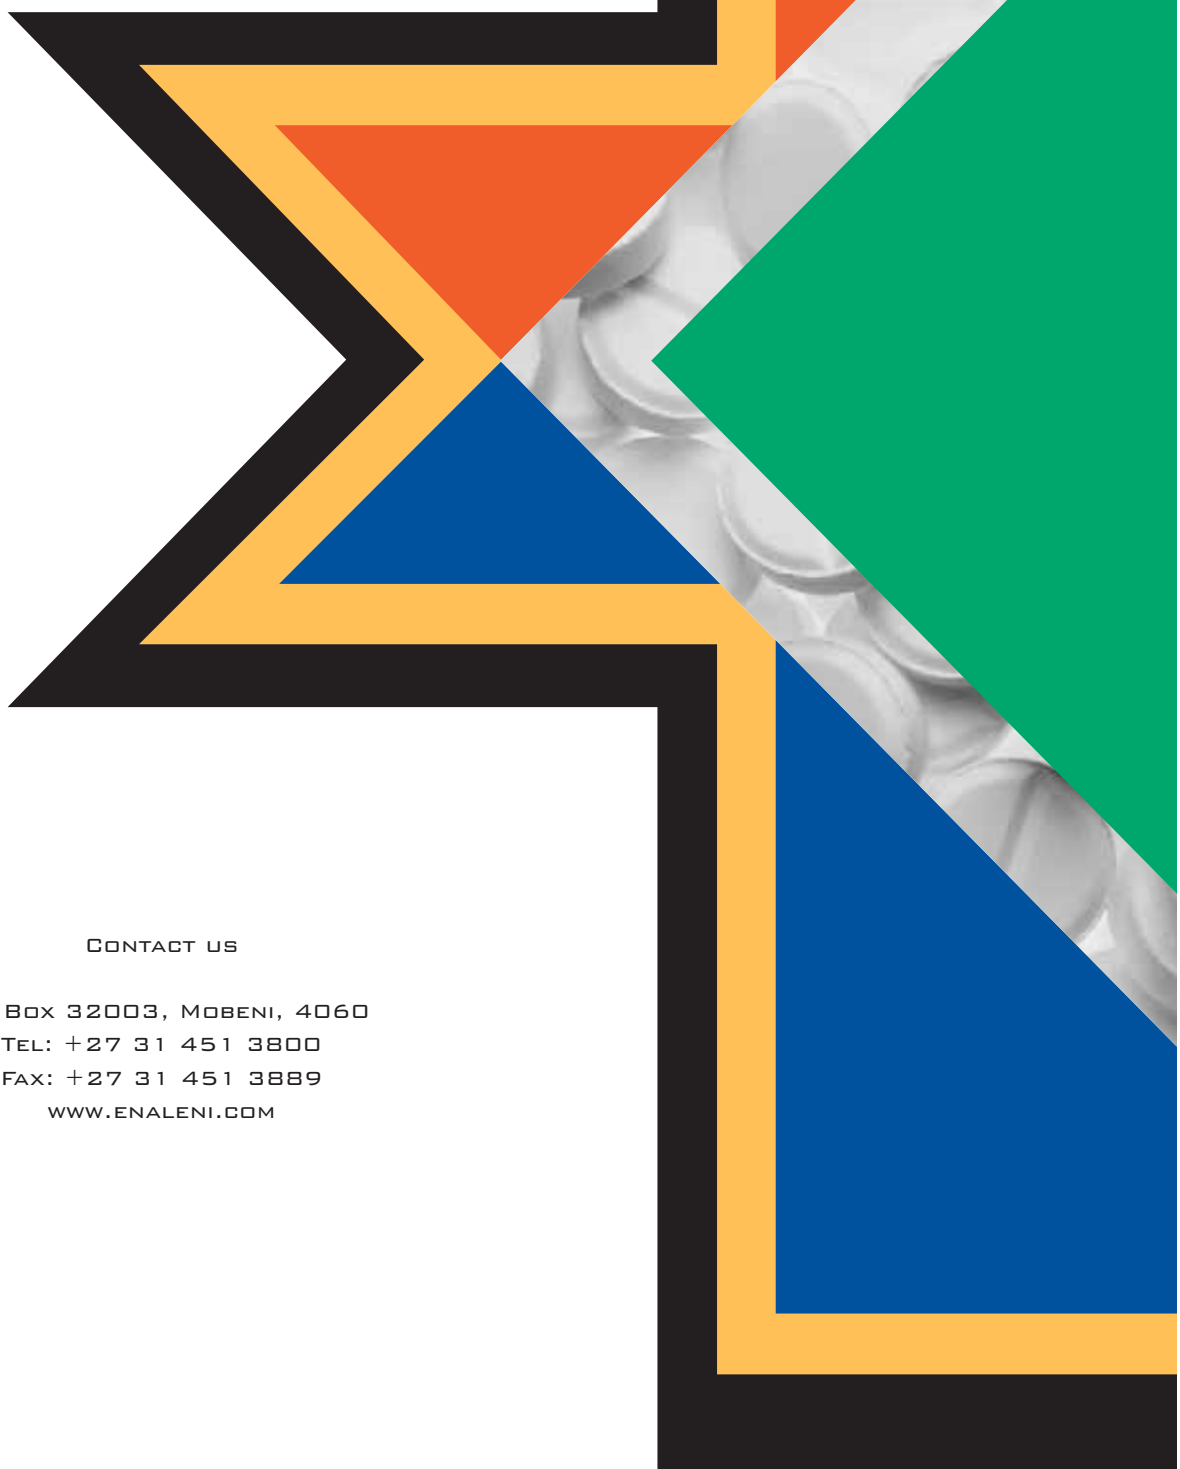 Contact us
Box 32003, Mobeni, 4060
Tel: +27 31 451 3800
Fax: +27 31 451 3889
www.enaleni.com